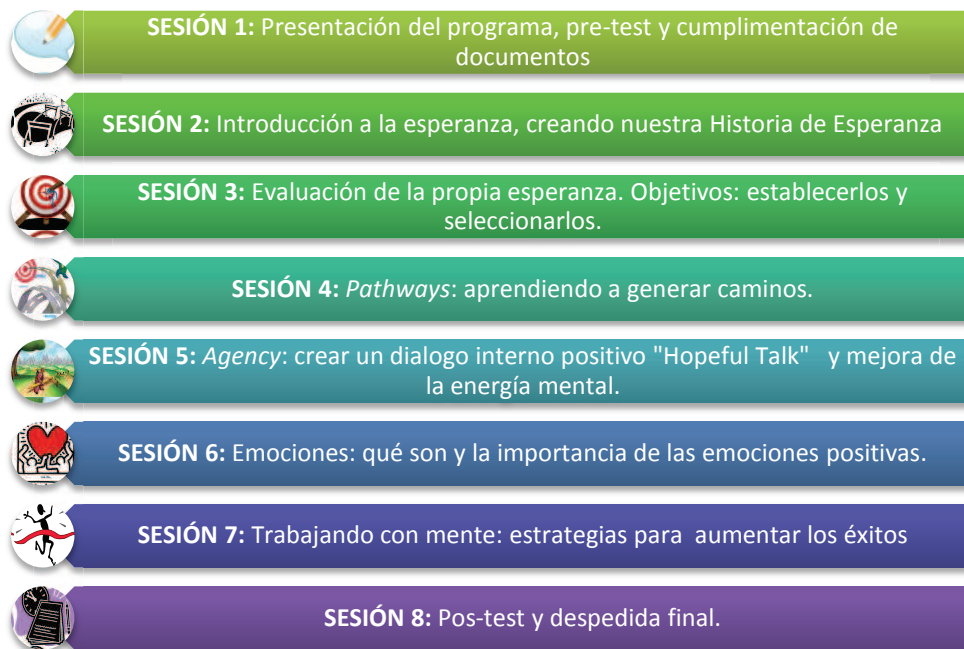 SESIÓN 1: Presentación del programa, pre-test y cumplimentación de
documentos
SESIÓN 2: Introducción a la esperanza, creando nuestra Historia de Esperanza
SESIÓN 3: Evaluación de la propia esperanza. Objetivos: establecerlos y
seleccionarlos.
SESIÓN 4: Pathways: aprendiendo a generar caminos.
SESIÓN 5: Agency: crear un dialogo interno positivo "Hopeful Talk" y mejora de
la energía mental.
SESIÓN 6: Emociones: qué son y la importancia de las emociones positivas.
SESIÓN 7: Trabajando con mente: estrategias para aumentar los éxitos
SESIÓN 8: Pos-test y despedida final.